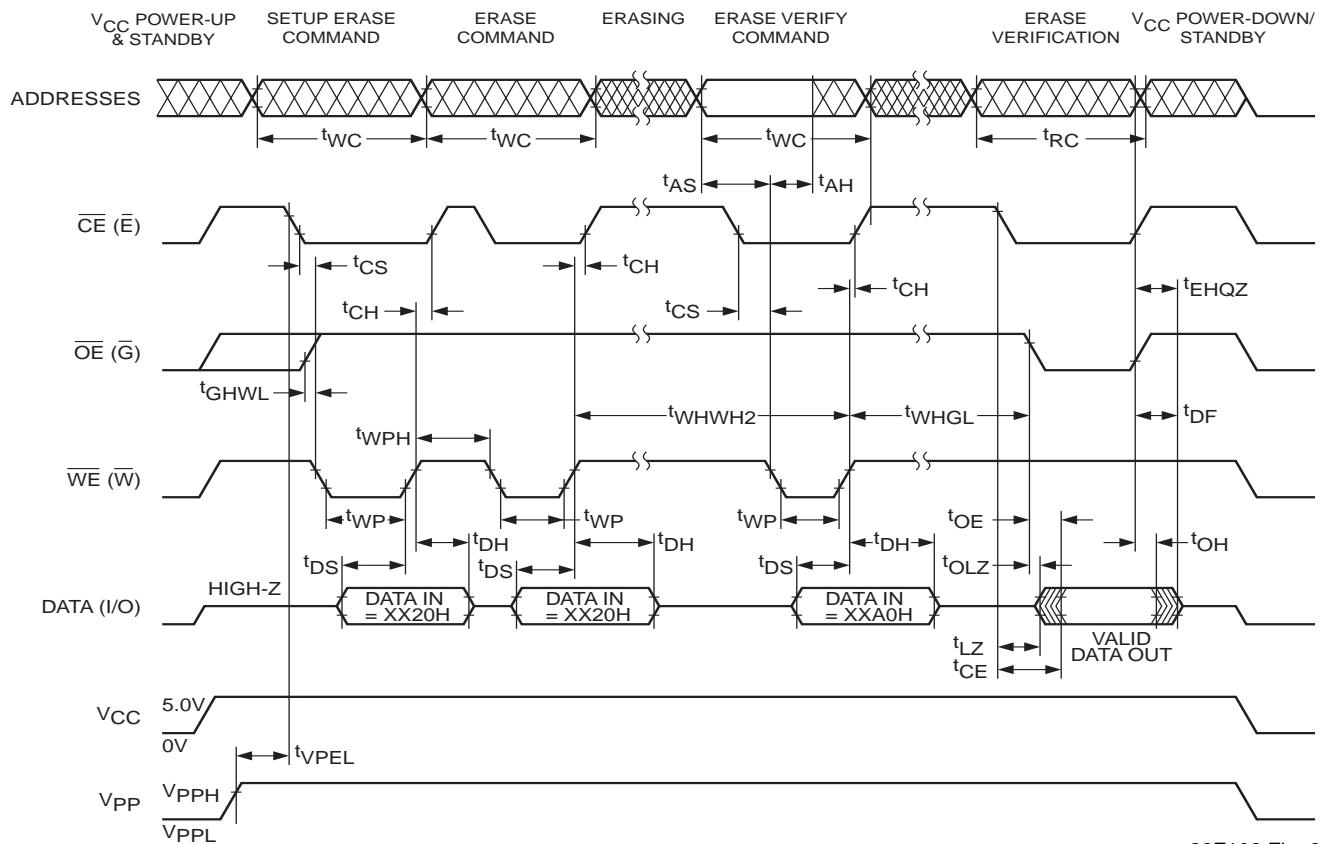 VCC POWER-UP & STANDBY
SETUP ERASE COMMAND
ERASE COMMAND
ERASING
ERASE VERIFY COMMAND
ERASE VERIFICATION
VCC POWER-DOWN/ STANDBY
ADDRESSES
tWC
tWC
tWC
tRC
tAS
tAH
CE (E)
tCS
tCH
tCH
tCS
tCH
tEHQZ
OE (G)
tGHWL
tWPH
tWHWH2
tWHGL
tDF
WE (W)
tWP
tWP
tWP
tOE
tDH
tDH
tDH
tOH
tDS
tDS
tDS
tOLZ
HIGH-Z
DATA (I/O)
DATA IN
= XX20H
DATA IN
= XX20H
DATA IN
= XXA0H
VALID
DATA OUT
tLZ
tCE
VCC
5.0V
0V
tVPEL
VPP
VPPH
VPPL